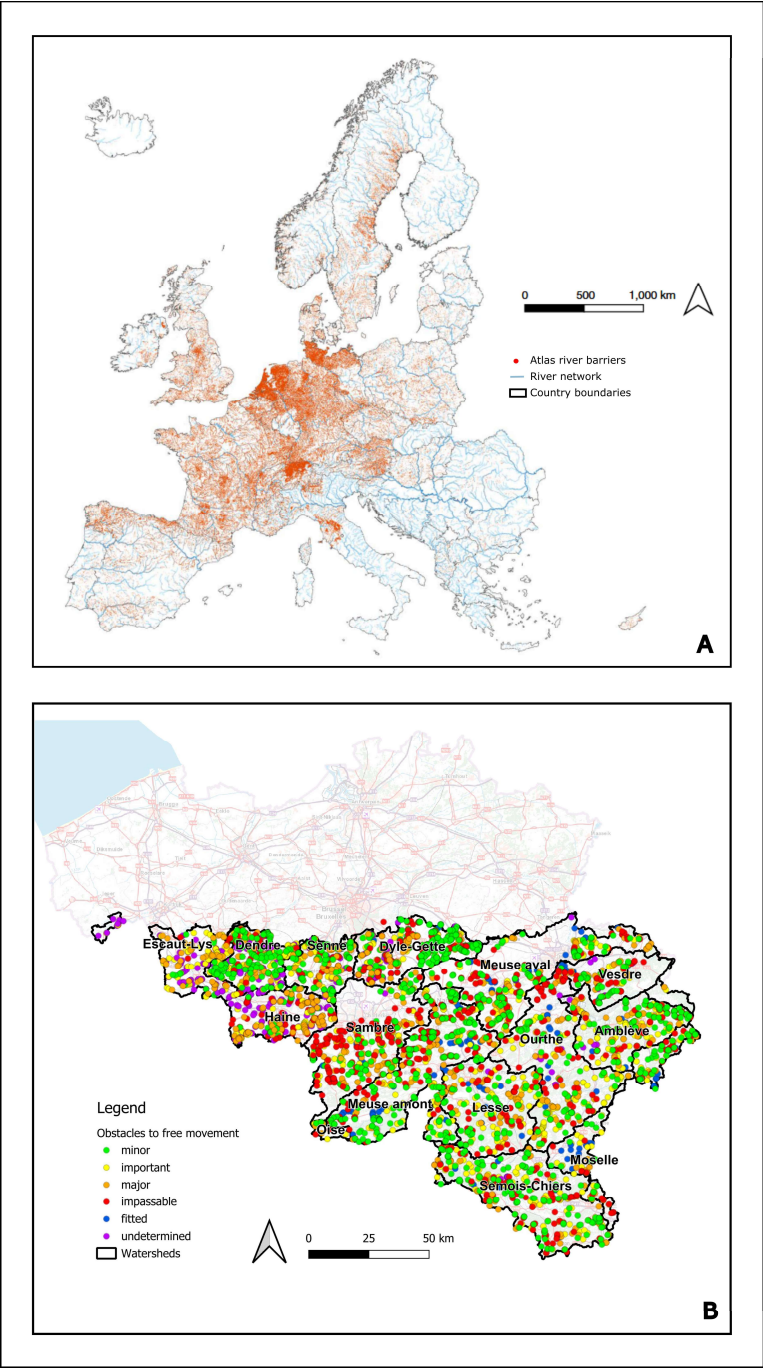 0 500 1,000 km
Atlas river barriers
River network
Country boundaries
A
Brugge
Bruxelles
Escaut-Lys
Dendre
Senne
Dyle-Gette
Meuse aval
Vesdre
Haine
Sambre
Ourthe
Amblève
Meuse amont
Lesse
Oise
Moselle
Semois-Chiers
Legend
Obstacles to free movement
minor
important
major
impassable
fitted
undetermined
Watersheds
0 25 50 km
B